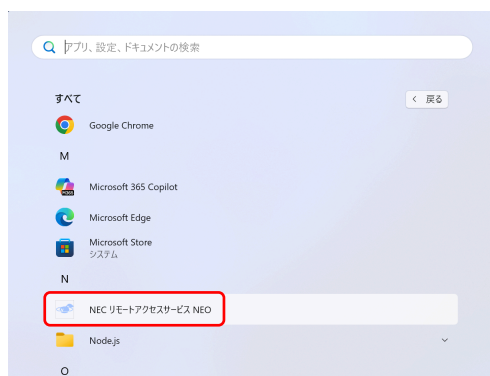 アプリ、設定、ドキュメントの検索
すべて
< 戻る
Google Chrome
M
Microsoft 365 Copilot
Microsoft Edge
Microsoft Store
システム
N
NEC リモートアクセスサービス NEO
Node.js
O